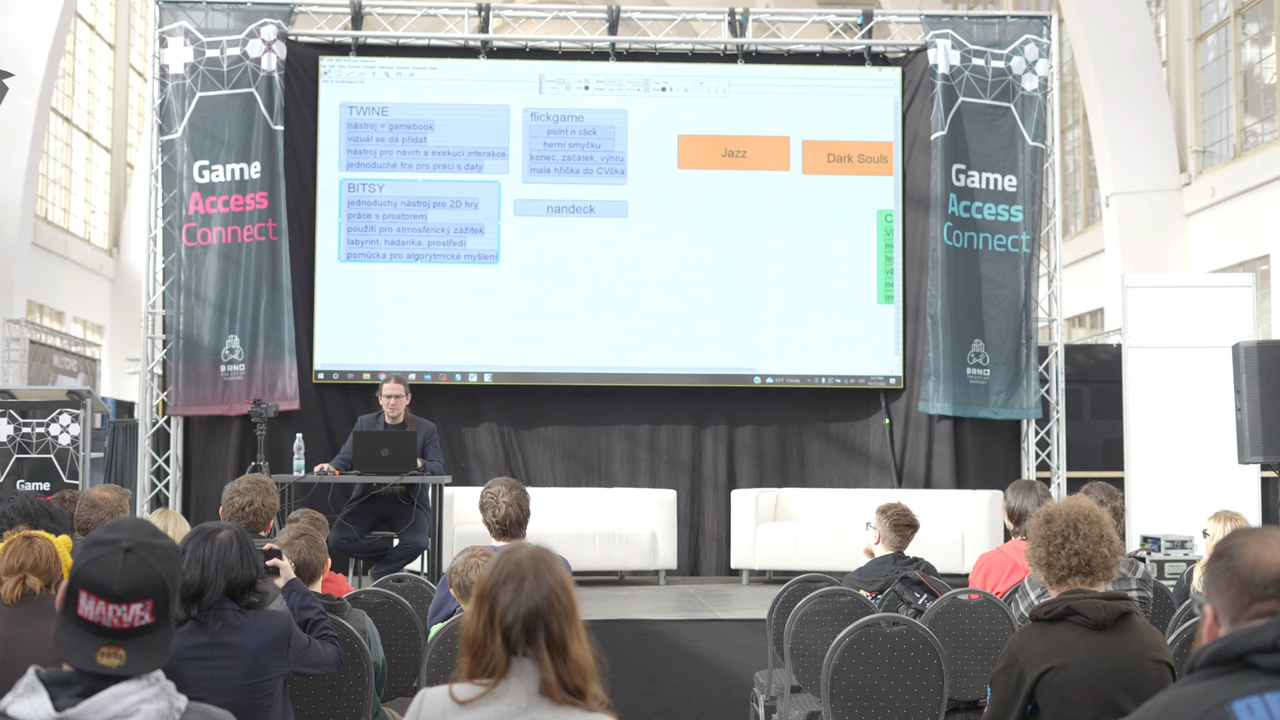 Game
Access
Connect
BRNO
TWINE
nástroj = gamebook
vizuál se dá přidat
nástroj pro návrh a exekuci interakce
jednoduché fce pro práci s daty
BITSY
jednoduchý nástroj pro 2D hry
práce s prostorem
použití pro atmosferický zážitek
labyrint, hádanka, prostředí
pomůcka pro algorytmické myšlení
flickgame
point n click
herní smyčku
konec, začátek, výhru
malá hříčka do CVčka
nandeck
Jazz
Dark Souls
Game
Access
Connect
BRNO
Game
MARVEL